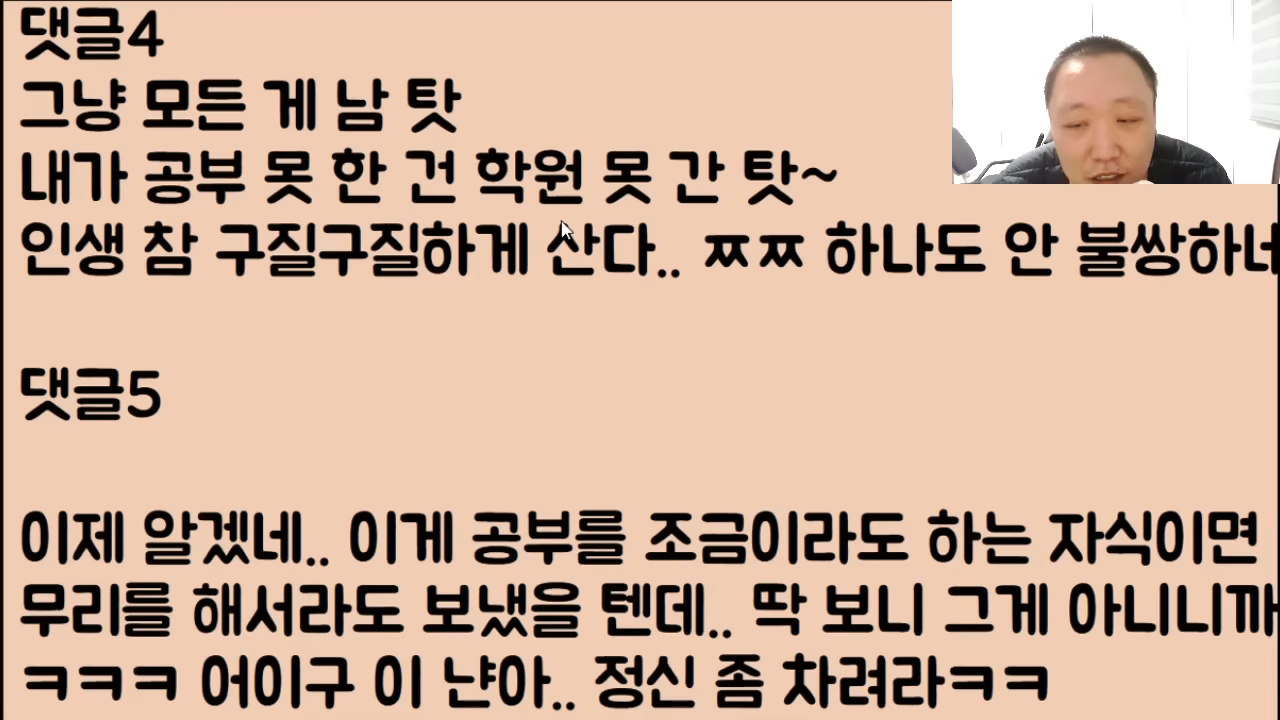 댓글4
그냥 모든 게 남 탓
내가 공부 못 한 건 학원 못 간 탓~
인생 참 구질구질하게 산다.. ㅉㅉ 하나도 안 불쌍하네
댓글5
이제 알겠네.. 이게 공부를 조금이라도 하는 자식이면
무리를 해서라도 보냈을 텐데.. 딱 보니 그게 아니니까
ㅋㅋㅋ 어이구 이 냔아.. 정신 좀 차려라ㅋㅋ